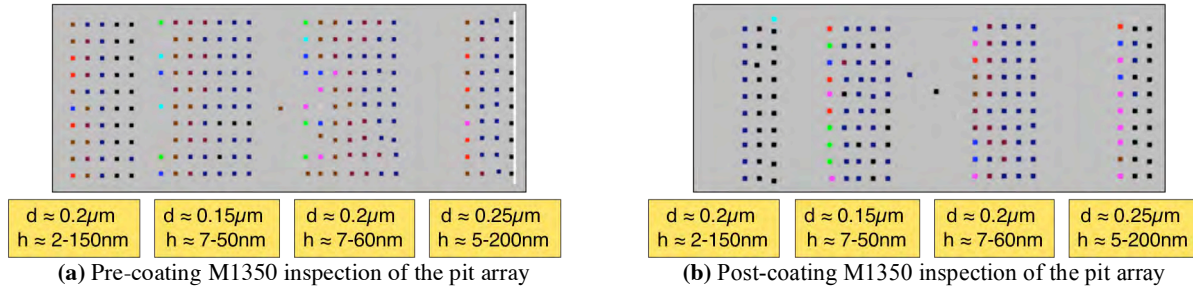 d ≈ 0.2µm
h ≈ 2-150nm
d ≈ 0.15µm
h ≈ 7-50nm
d ≈ 0.2µm
h ≈ 7-60nm
d ≈ 0.25µm
h ≈ 5-200nm
(a) Pre-coating M1350 inspection of the pit array
d ≈ 0.2µm
h ≈ 2-150nm
d ≈ 0.15µm
h ≈ 7-50nm
d ≈ 0.2µm
h ≈ 7-60nm
d ≈ 0.25µm
h ≈ 5-200nm
(b) Post-coating M1350 inspection of the pit array